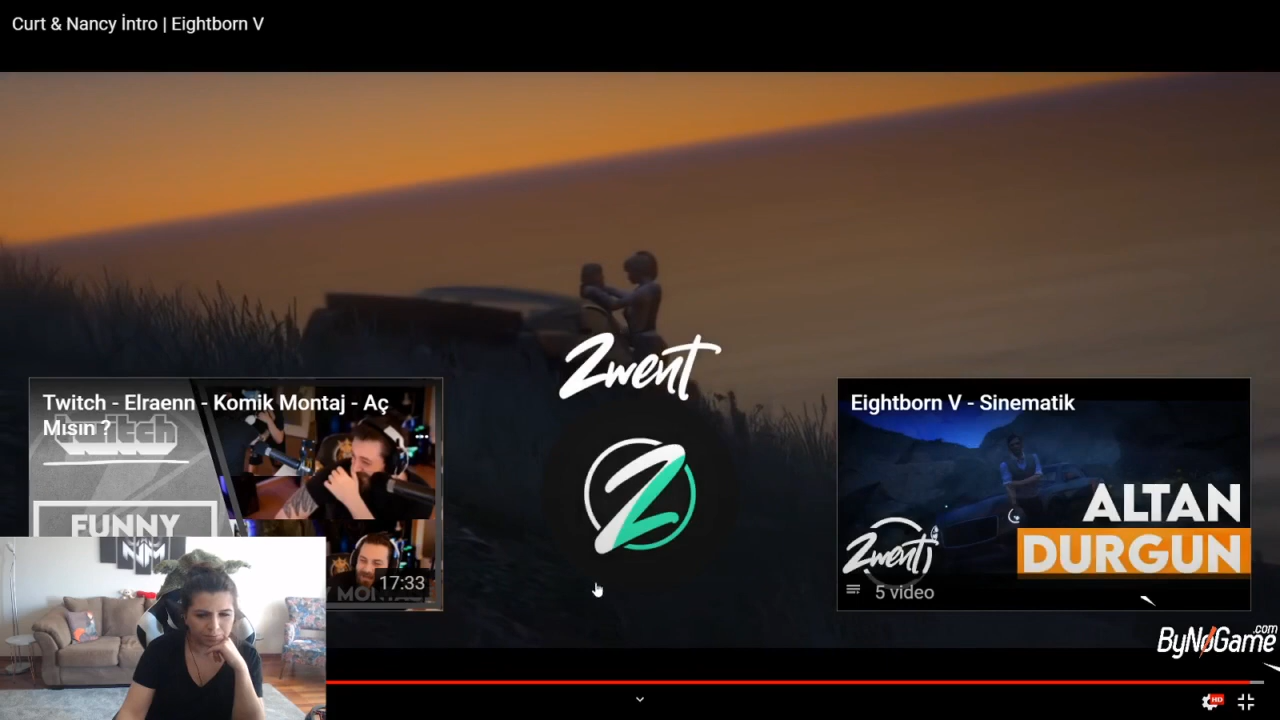 Curt & Nancy İntro | Eightborn V
Zwent
Twitch - Elraenn - Komik Montaj - Aç
Mısın ?
twitch
FUNNY
17:33
Eightborn V - Sinematik
ALTAN
DURGUN
Zwent
5 video
ByNoGame.com
HD